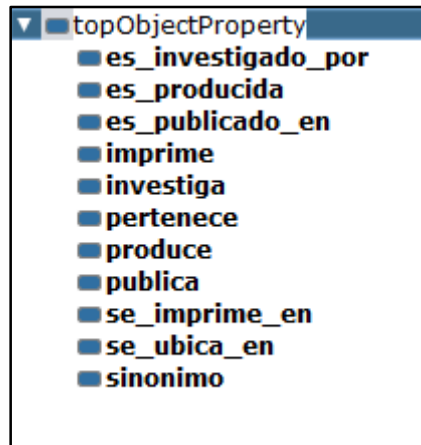 topObjectProperty
es_investigado_por
es_producida
es_publicado_en
imprime
investiga
pertenece
produce
publica
se_imprime_en
se_ubica_en
sinonimo